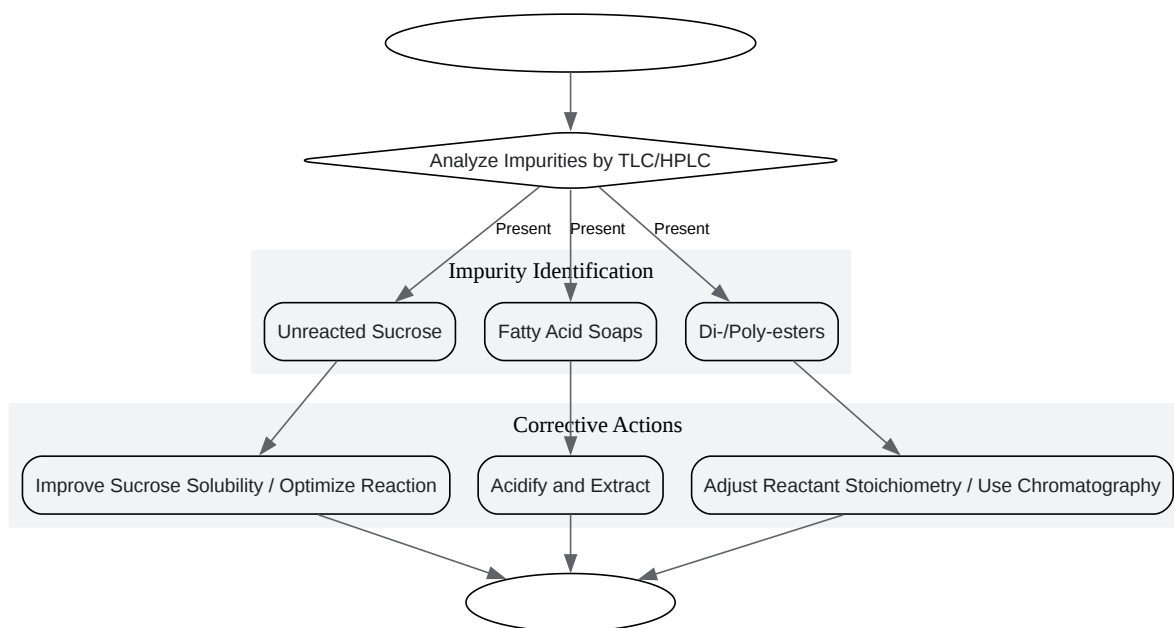 Analyze Impurities by TLC/HPLC
Present Present Present
Impurity Identification
Unreacted Sucrose
Fatty Acid Soaps
Di-/Poly-esters
Corrective Actions
Improve Sucrose Solubility / Optimize Reaction
Acidify and Extract
Adjust Reactant Stoichiometry / Use Chromatography